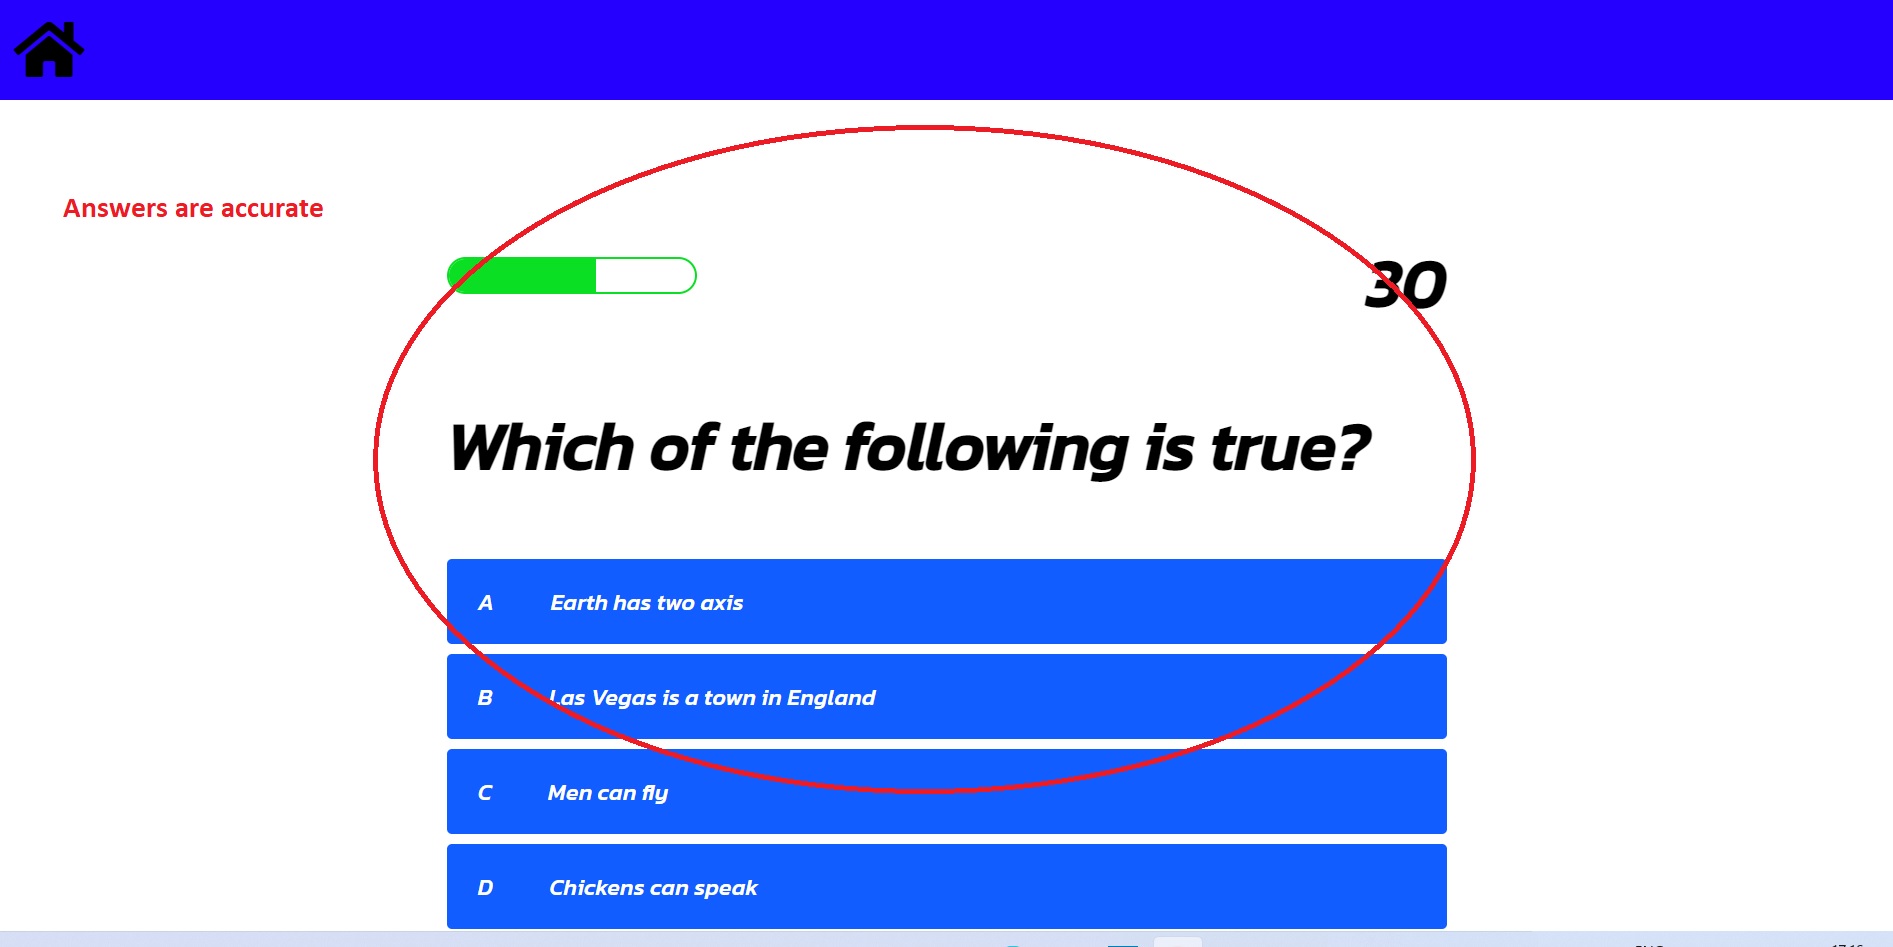 Answers are accurate
30
Which of the following is true?
A Earth has two axis
B Las Vegas is a town in England
C Men can fly
D Chickens can speak